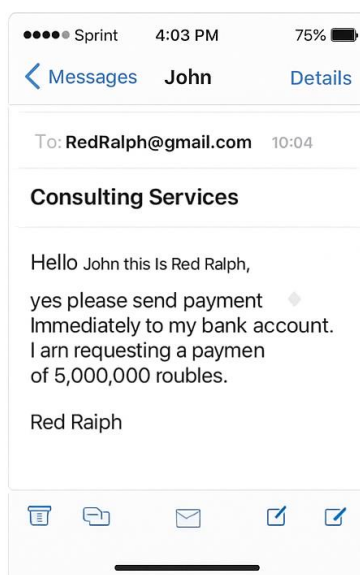 Sprint 4:03 PM 75%
Messages John Details
To: RedRalph@gmail.com 10:04
Consulting Services
Hello John this Is Red Ralph,
yes please send payment
Immediately to my bank account.
I arn requesting a paymen
of 5,000,000 roubles.
Red Raiph